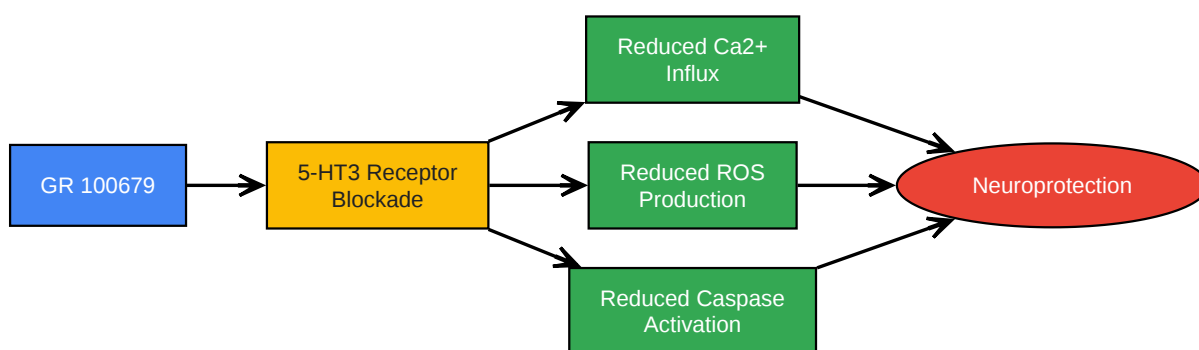 GR 100679
5-HT3 Receptor
Blockade
Reduced Ca2+
Influx
Reduced ROS
Production
Reduced Caspase
Activation
Neuroprotection